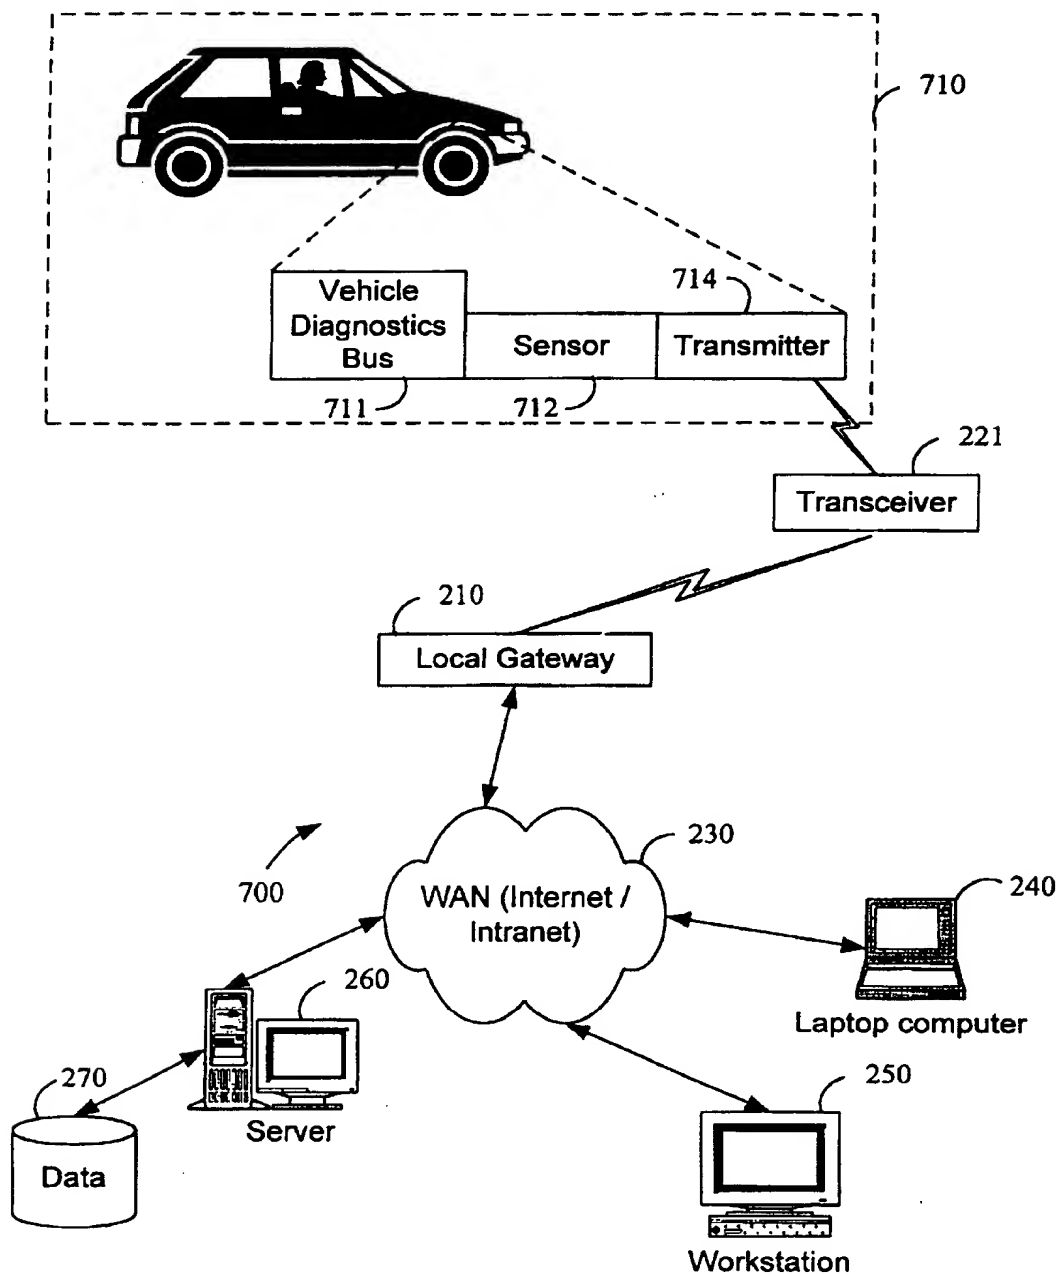 710
Vehicle
Diagnostics
Bus
714
Sensor
Transmitter
711
712
221
Transceiver
210
Local Gateway
230
700
WAN (Internet /
Intranet)
240
260
Laptop computer
270
250
Server
Data
Workstation